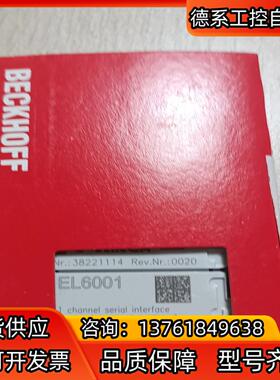 德系工控自
BECKHOFF
Nr.:38221114 Rev.Nr.:0020
EL6001
channel serial interface
货供应
咨询：13761849638
可开发票
品质保障
型号齐